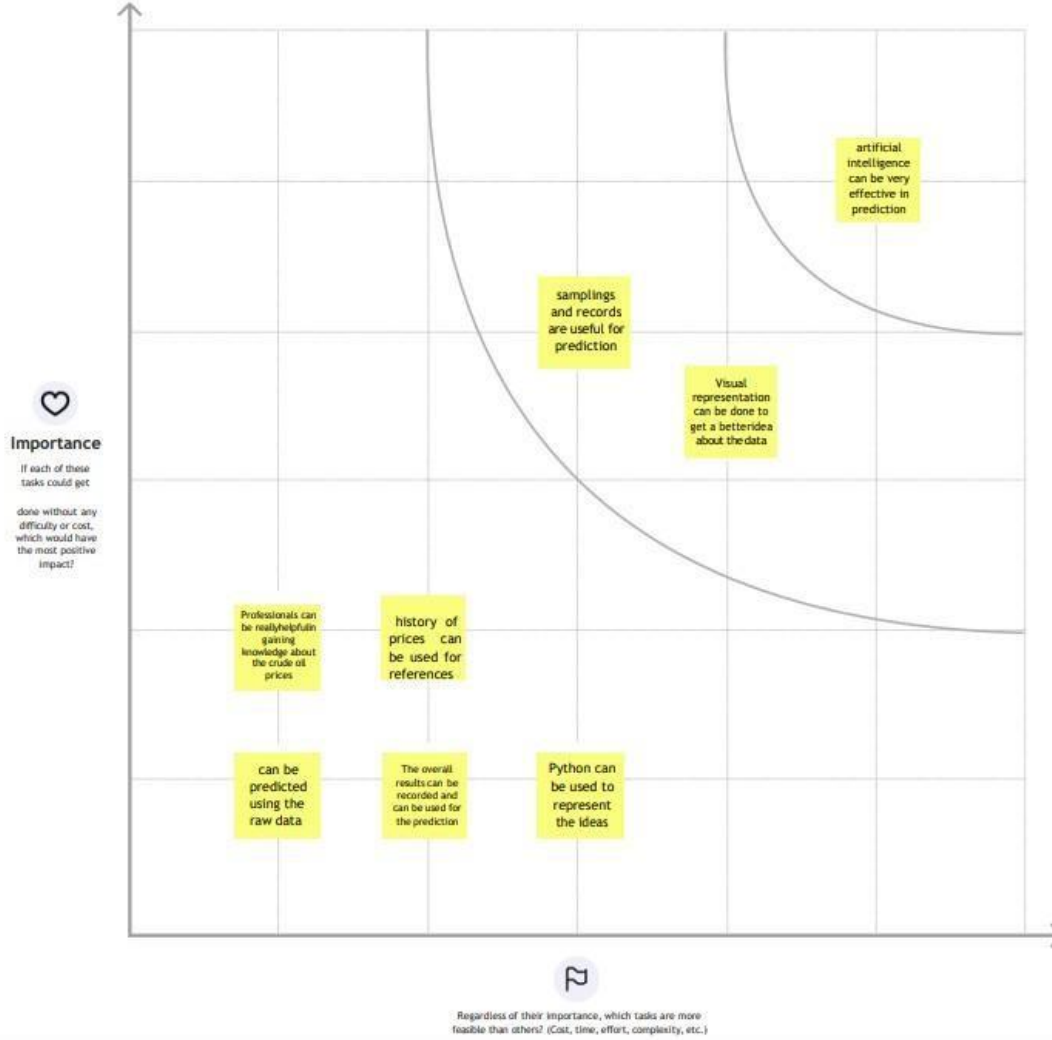 artificial
intelligence
can be very
effective in
prediction
samplings
and records
are useful for
prediction
Visual
representation
can be done to
get a betteridea
about thedata
Importance
If each of these
tasks could get
done without any
difficulty or cost,
which would have
the most positive
impact?
Professionals can
be reallyhelpfulin
gaining
knowledge about
the crude oil
prices
history of
prices can
be used for
references
can be
predicted
using the
raw data
The overall
results can be
recorded and
can be used for
the prediction
Python can
be used to
represent
the ideas
Regardless of their importance, which tasks are more
feasible than others? (Cost, time, effort, complexity, etc.)